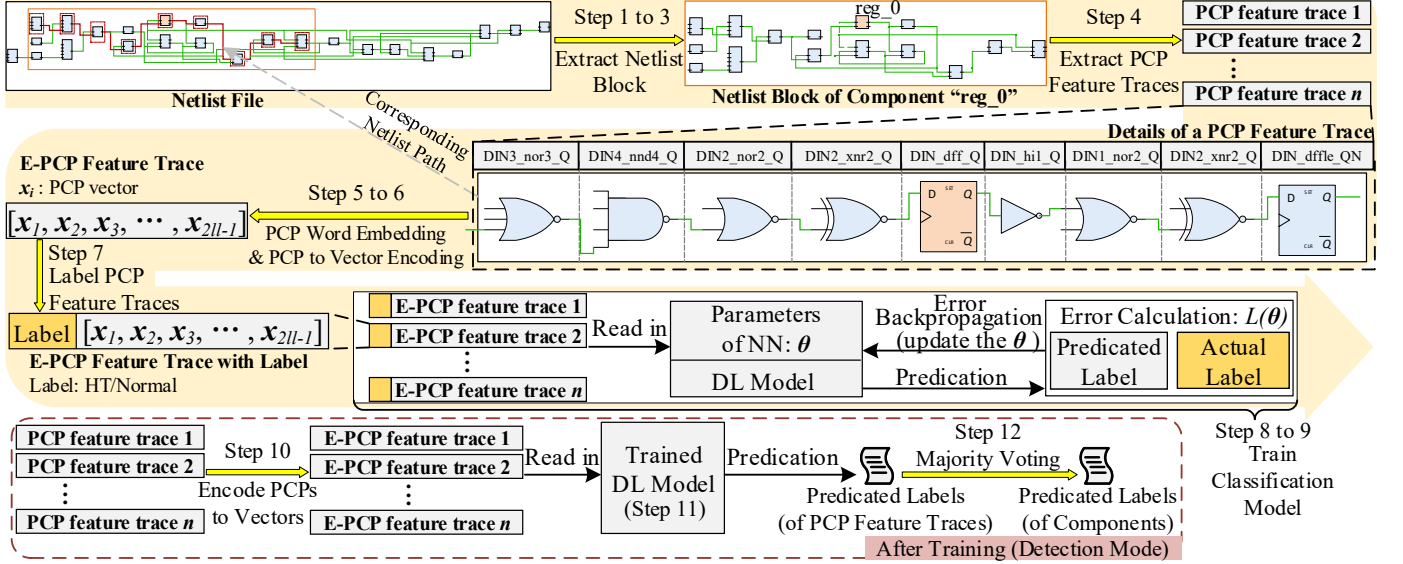 Netlist File
Step 1 to 3
Extract Netlist
Block
reg_0
Netlist Block of Component “reg_0”
Step 4
Extract PCP
Feature Traces
PCP feature trace 1
PCP feature trace 2
⋮
PCP feature trace n
Corresponding
Netlist Path
Details of a PCP Feature Trace
DIN3_nor3_Q
DIN4_nnd4_Q
DIN2_nor2_Q
DIN2_xnr2_Q
DIN_dff_Q
DIN_hi1_Q
DIN1_nor2_Q
DIN2_xnr2_Q
DIN_dffle_QN
D
SET
Q
CLR
Q̅
D
SET
Q
CLR
Q̅
E-PCP Feature Trace
xᵢ : PCP vector
[x₁, x₂, x₃, ⋯ , x₂ₗₗ₋₁]
Step 5 to 6
PCP Word Embedding
& PCP to Vector Encoding
Step 7
Label PCP
Feature Traces
Label
[x₁, x₂, x₃, ⋯ , x₂ₗₗ₋₁]
E-PCP Feature Trace with Label
Label: HT/Normal
E-PCP feature trace 1
E-PCP feature trace 2
⋮
E-PCP feature trace n
Read in
Parameters
of NN: θ
DL Model
Error
Backpropagation
(update the θ )
Predication
Error Calculation: L(θ)
Predicated
Label
Actual
Label
Step 8 to 9
Train
Classification
Model
PCP feature trace 1
PCP feature trace 2
⋮
PCP feature trace n
Step 10
Encode PCPs
to Vectors
E-PCP feature trace 1
E-PCP feature trace 2
⋮
E-PCP feature trace n
Read in
Trained
DL Model
(Step 11)
Predication
Predicated Labels
(of PCP Feature Traces)
Step 12
Majority Voting
Predicated Labels
(of Components)
After Training (Detection Mode)